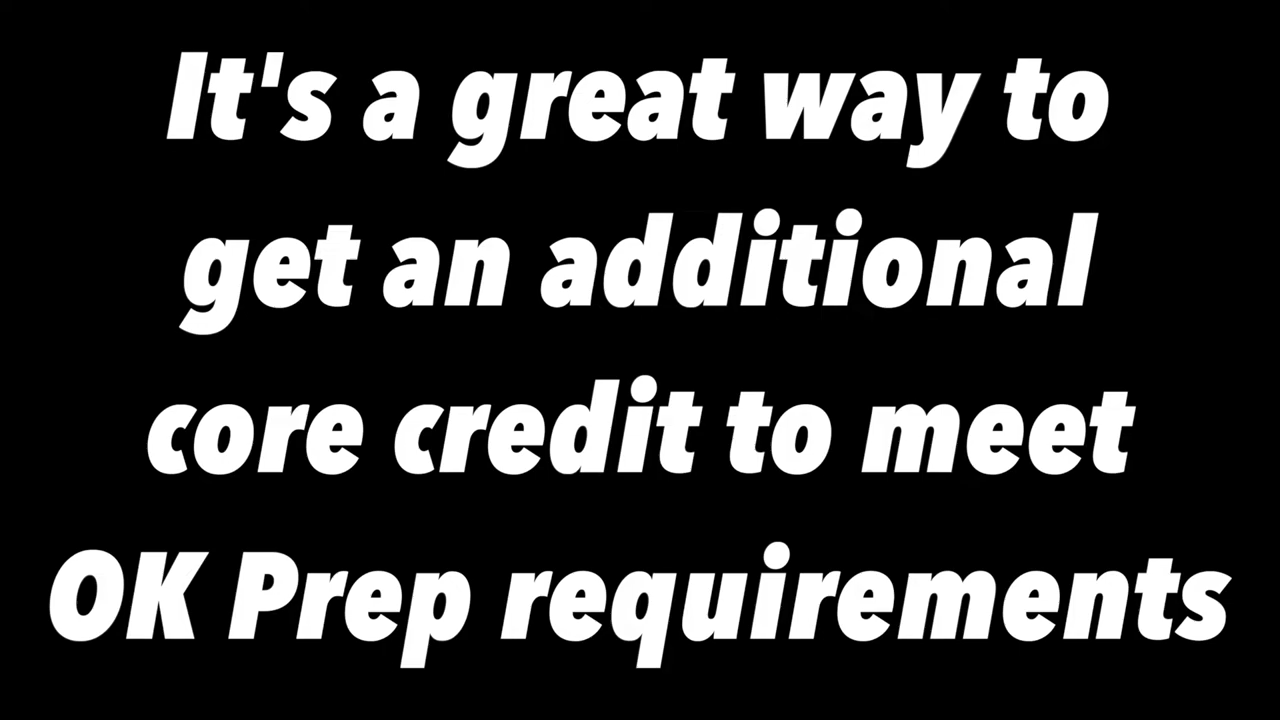 It's a great way to
get an additional
core credit to meet
OK Prep requirements